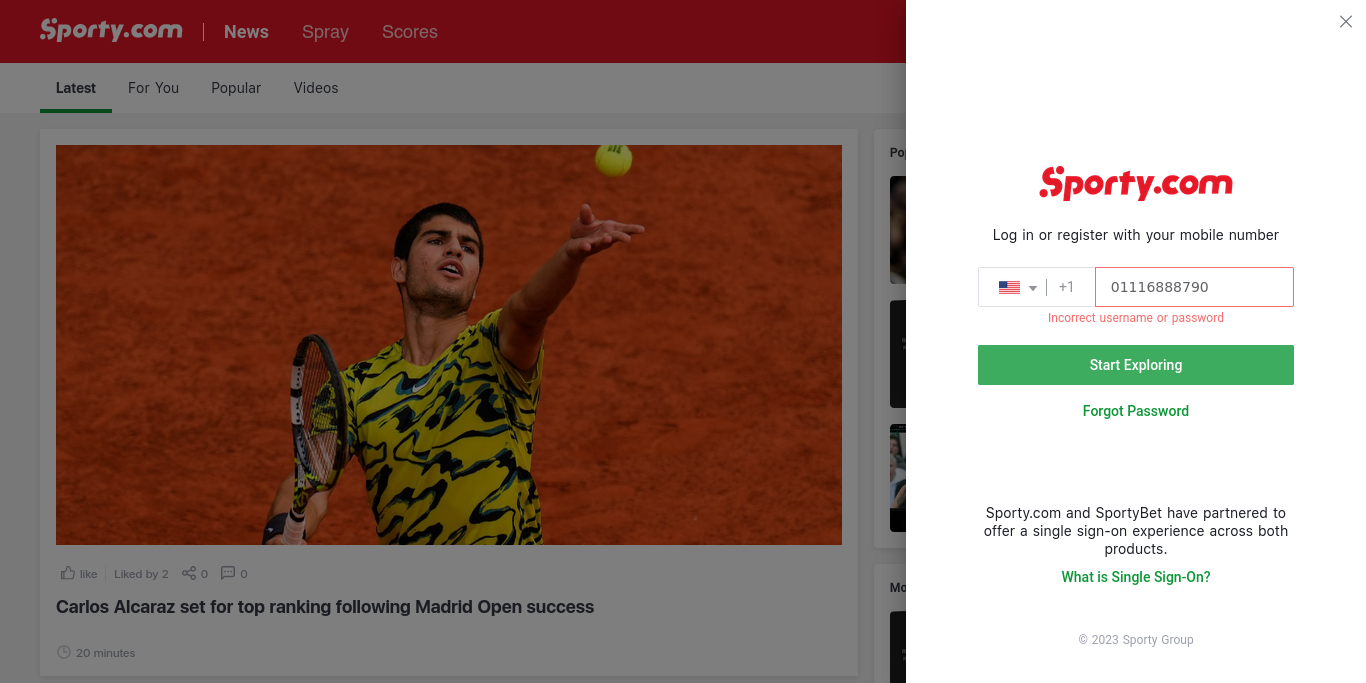 Sporty.com
News
Spray
Scores
Latest
For You
Popular
Videos
like
Liked by 2
0
0
Carlos Alcaraz set for top ranking following Madrid Open success
20 minutes
Sporty.com
Log in or register with your mobile number
+1
01116888790
Incorrect username or password
Start Exploring
Forgot Password
Sporty.com and SportyBet have partnered to
offer a single sign-on experience across both
products.
What is Single Sign-On?
© 2023 Sporty Group